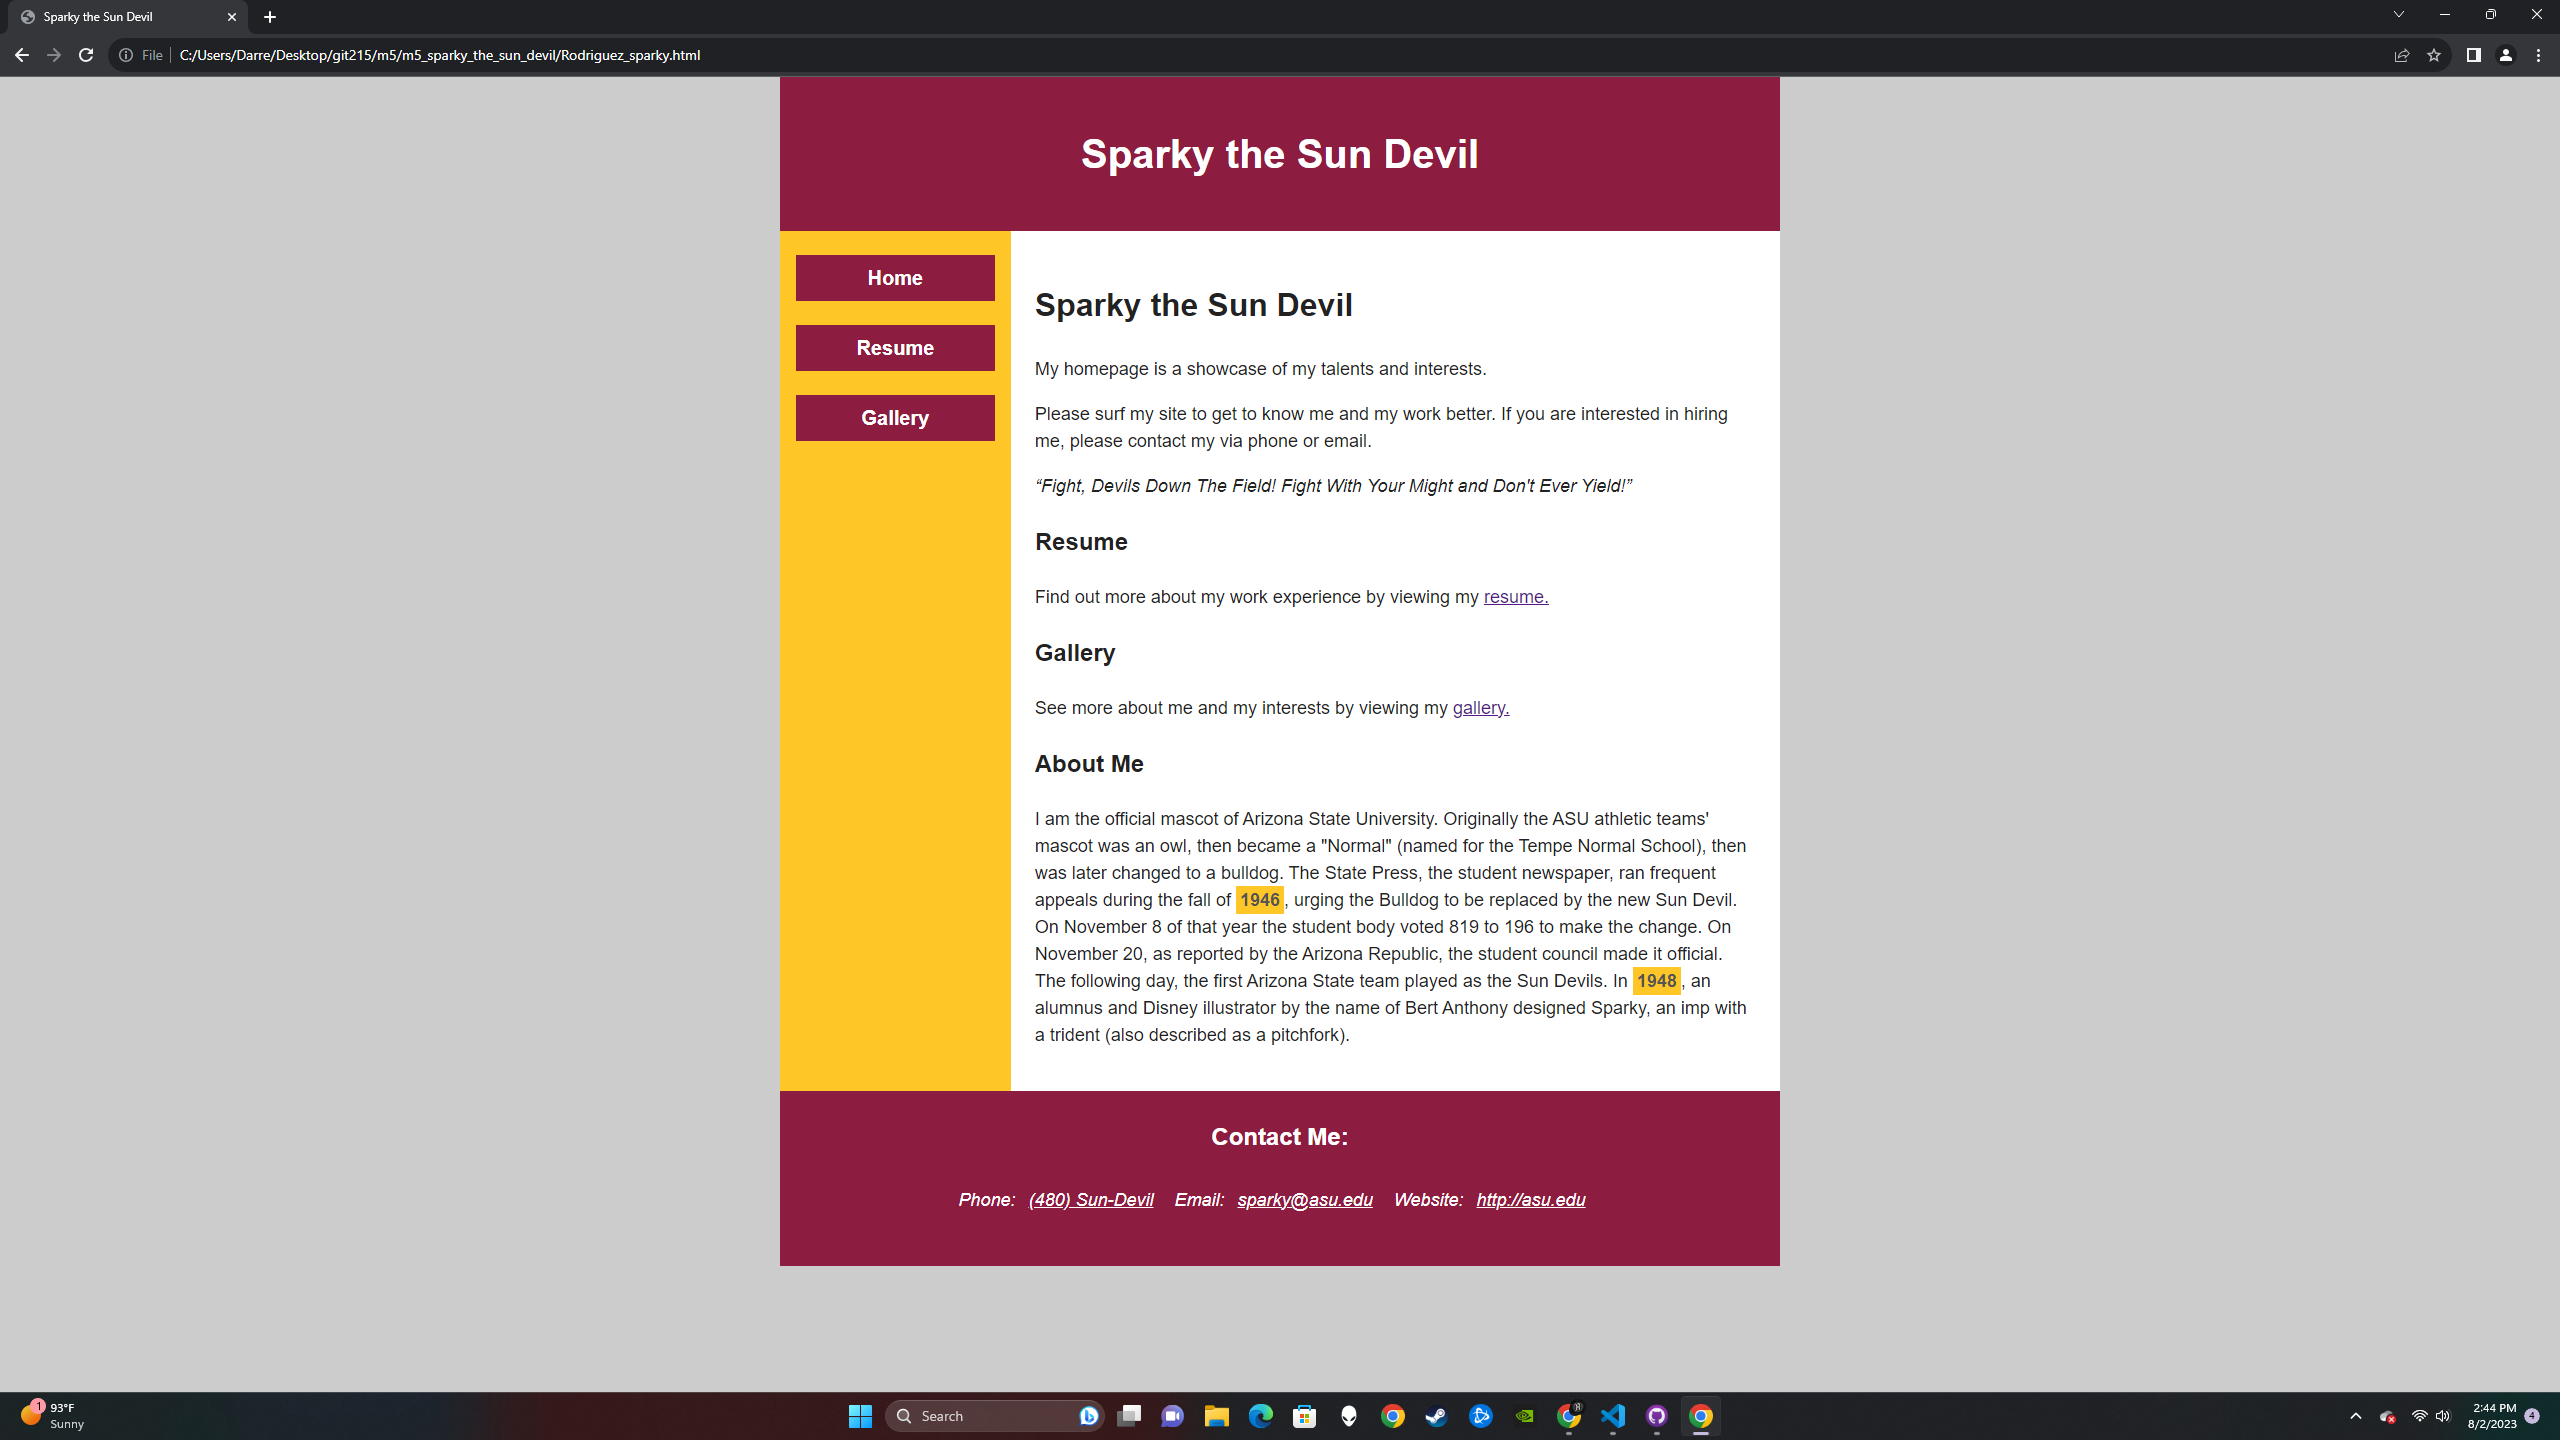 Sparky the Sun Devil
File
C:/Users/Darre/Desktop/git215/m5/m5_sparky_the_sun_devil/Rodriguez_sparky.html
Sparky the Sun Devil
Home
Resume
Gallery
Sparky the Sun Devil
My homepage is a showcase of my talents and interests.
Please surf my site to get to know me and my work better. If you are interested in hiring
me, please contact my via phone or email.
“Fight, Devils Down The Field! Fight With Your Might and Don't Ever Yield!”
Resume
Find out more about my work experience by viewing my resume.
Gallery
See more about me and my interests by viewing my gallery.
About Me
I am the official mascot of Arizona State University. Originally the ASU athletic teams'
mascot was an owl, then became a "Normal" (named for the Tempe Normal School), then
was later changed to a bulldog. The State Press, the student newspaper, ran frequent
appeals during the fall of 1946, urging the Bulldog to be replaced by the new Sun Devil.
On November 8 of that year the student body voted 819 to 196 to make the change. On
November 20, as reported by the Arizona Republic, the student council made it official.
The following day, the first Arizona State team played as the Sun Devils. In 1948, an
alumnus and Disney illustrator by the name of Bert Anthony designed Sparky, an imp with
a trident (also described as a pitchfork).
Contact Me:
Phone: (480) Sun-Devil Email: sparky@asu.edu Website: http://asu.edu
1
93°F
Sunny
Search
2:44 PM
8/2/2023
4